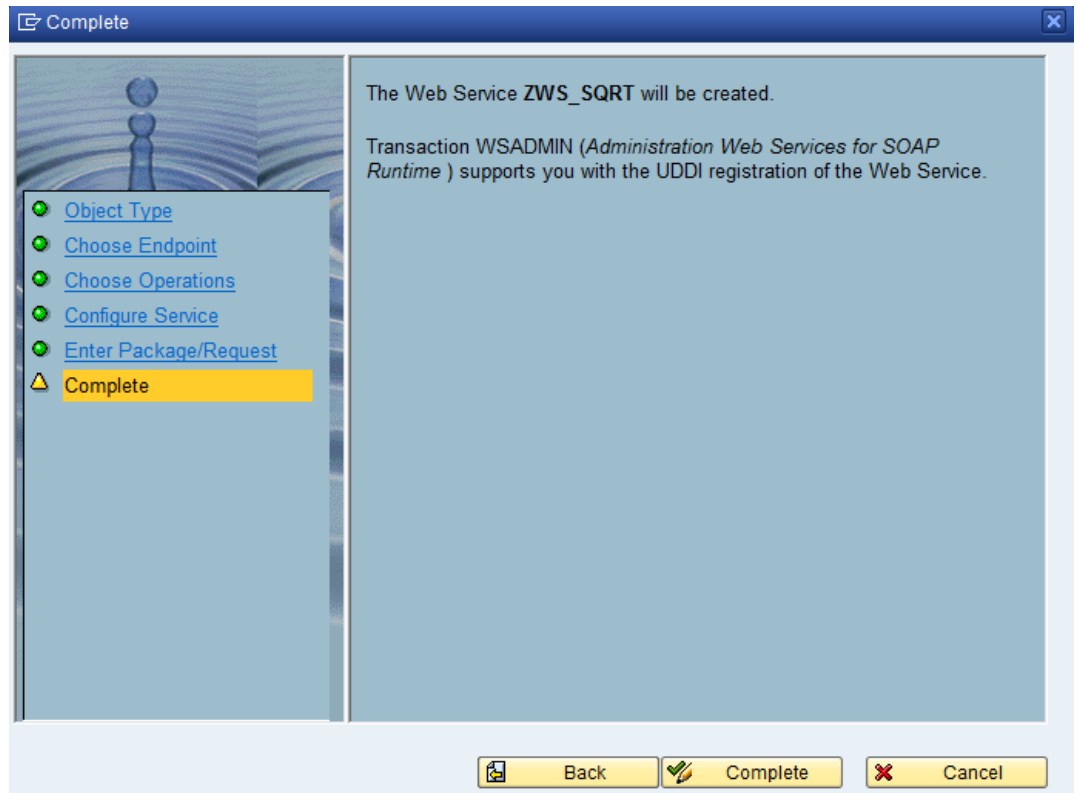 Complete
The Web Service ZWS_SQRT will be created.
Transaction WSADMIN (Administration Web Services for SOAP
Runtime ) supports you with the UDDI registration of the Web Service.
Object Type
Choose Endpoint
Choose Operations
Configure Service
Enter Package/Request
Complete
Back
Complete
Cancel